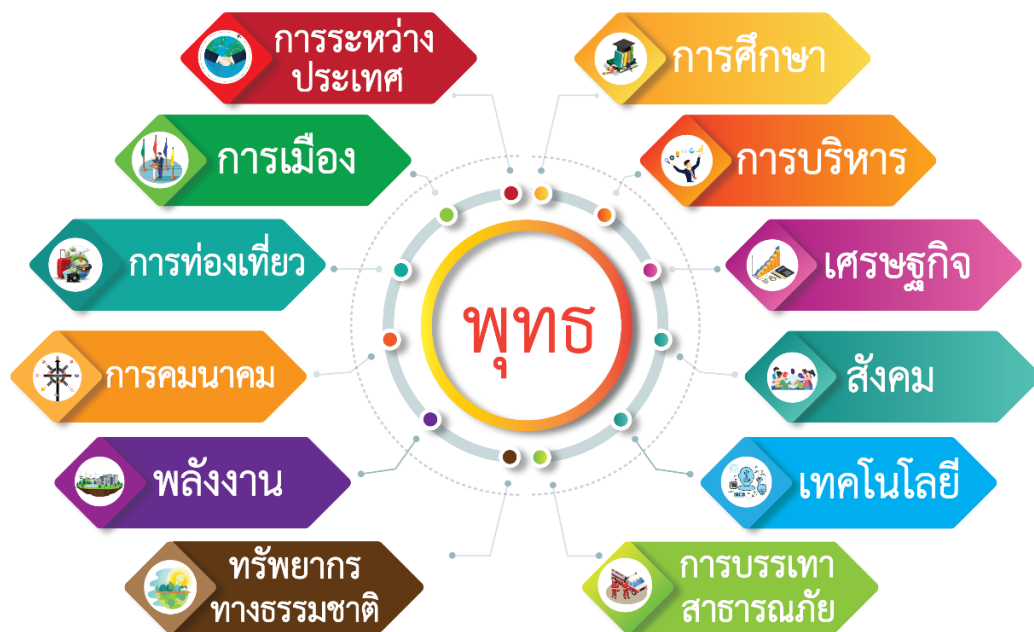 การระหว่าง
ประเทศ
การศึกษา
การเมือง
การบริหาร
การท่องเที่ยว
เศรษฐกิจ
พุทธ
การคมนาคม
สังคม
พลังงาน
เทคโนโลยี
ทรัพยากร
ทางธรรมชาติ
การบรรเทา
สาธารณภัย